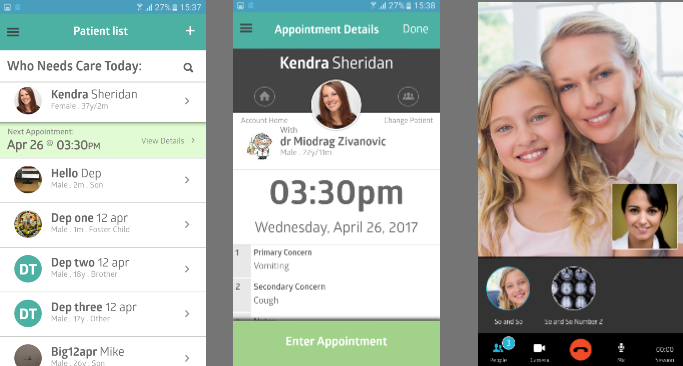 27% 15:37
Patient list +
Who Needs Care Today:
Kendra Sheridan
Female . 37y/2m
Next Appointment:
Apr 26 @ 03:30PM
View Details
Hello Dep
Male . 2m . Son
Dep one 12 apr
Male . 1m . Foster Child
DT
Dep two 12 apr
Male . 18y . Brother
DT
Dep three 12 apr
Male . 17y . Other
Big12apr Mike
Male . 26y . Son
27% 15:38
Appointment Details Done
Kendra Sheridan
Account Home
Change Patient
With
dr Miodrag Zivanovic
Male . 72y/11m
03:30pm
Wednesday, April 26, 2017
1 Primary Concern
Vomiting
2 Secondary Concern
Cough
Enter Appointment
So and So
So and So Number 2
3
00:00
People
Camera
Mic
Session